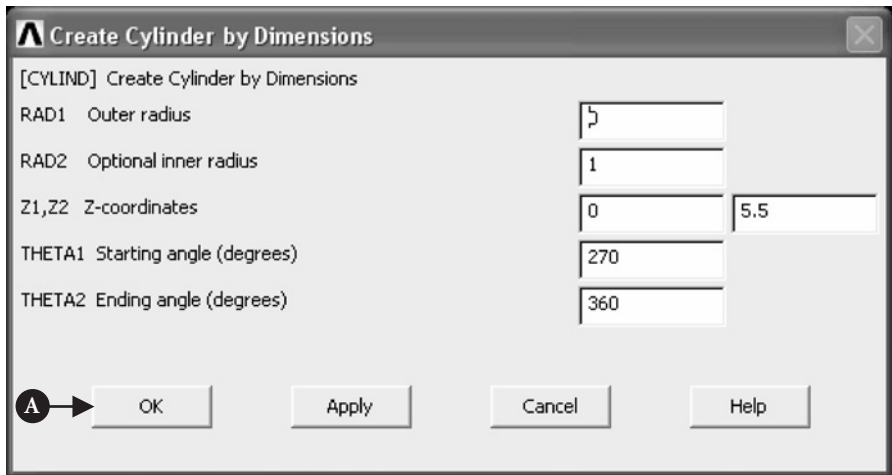 Create Cylinder by Dimensions
[CYLIND] Create Cylinder by Dimensions
RAD1 Outer radius
RAD2 Optional inner radius 1
Z1,Z2 Z-coordinates 0 5.5
THETA1 Starting angle (degrees) 270
THETA2 Ending angle (degrees) 360
A OK Apply Cancel Help